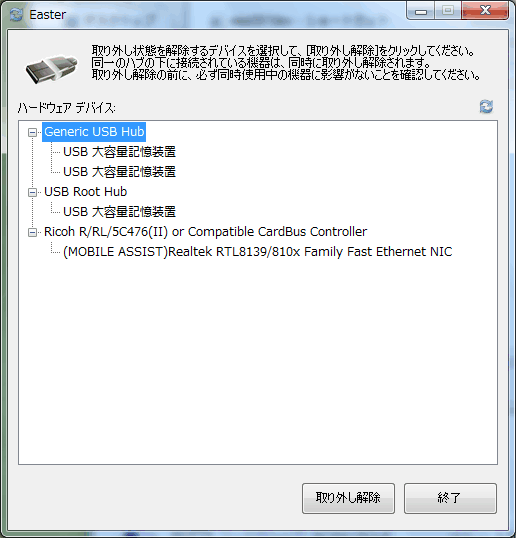 Easter
取り外し状態を解除するデバイスを選択して、[取り外し解除]をクリックしてください。
同一のハブの下に接続されている機器は、同時に取り外し解除されます。
取り外し解除の前に、必ず同時使用中の機器に影響がないことを確認してください。
ハードウェア デバイス:
Generic USB Hub
USB 大容量記憶装置
USB 大容量記憶装置
USB Root Hub
USB 大容量記憶装置
Ricoh R/RL/5C476(II) or Compatible CardBus Controller
(MOBILE ASSIST)Realtek RTL8139/810x Family Fast Ethernet NIC
取り外し解除
終了